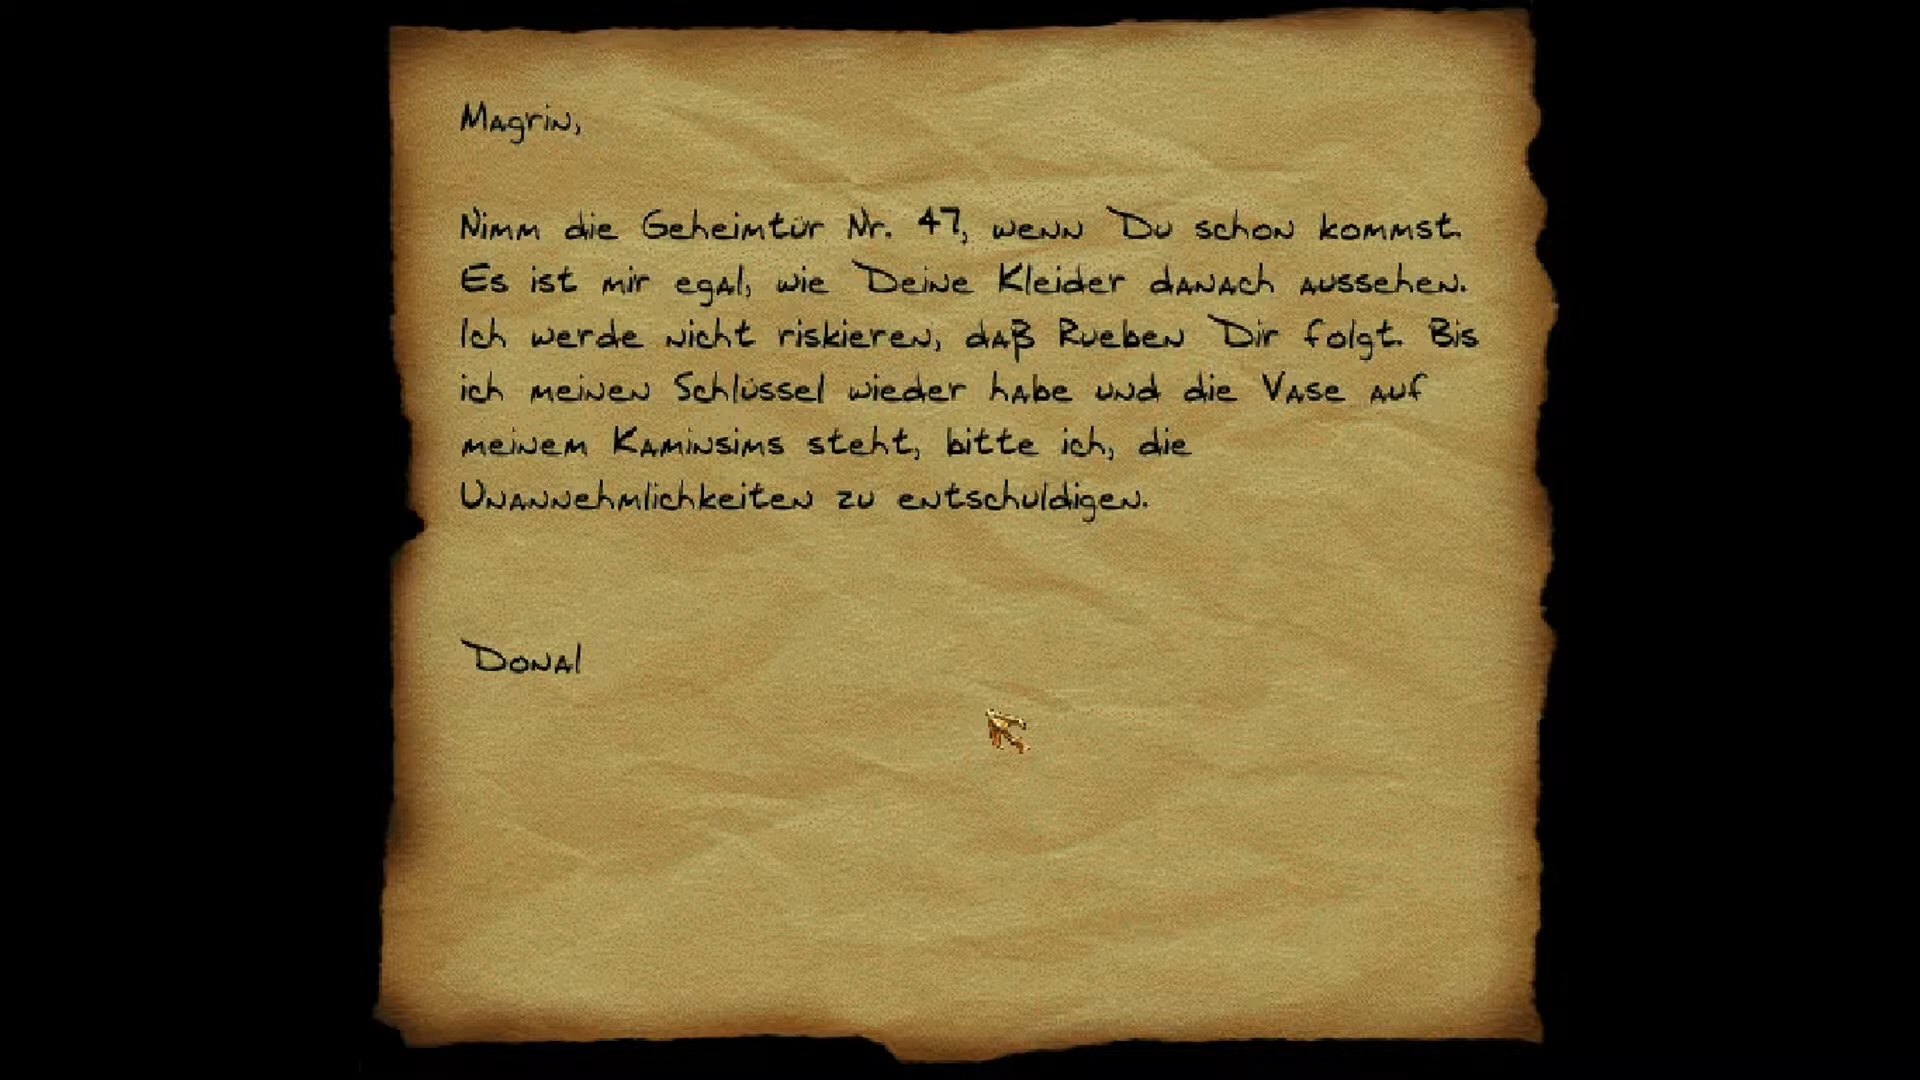 Magrin,
Nimm die Geheimtür Nr. 47, wenn Du schon kommst.
Es ist mir egal, wie Deine Kleider danach aussehen.
Ich werde nicht riskieren, daß Rueben Dir folgt. Bis
ich meinen Schlüssel wieder habe und die Vase auf
meinem Kaminsims steht, bitte ich, die
Unannehmlichkeiten zu entschuldigen.
Donal